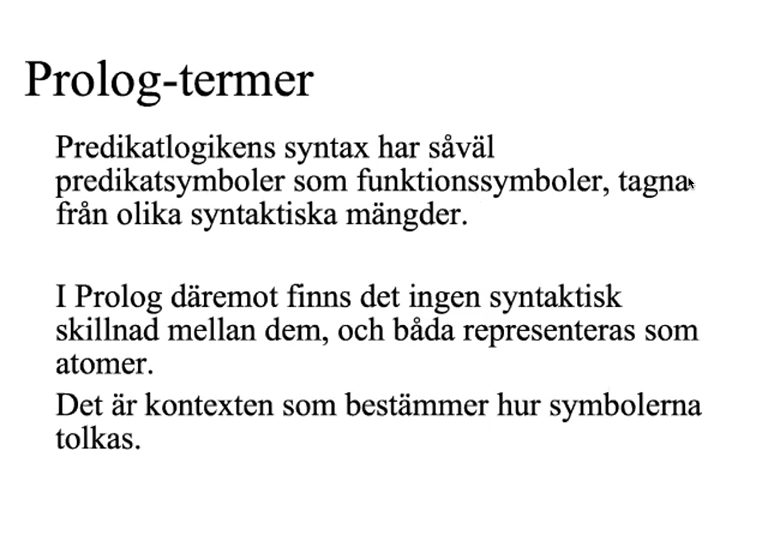 Prolog-termer
Predikatlogikens syntax har såväl
predikatsymboler som funktionssymboler, tagna
från olika syntaktiska mängder.
I Prolog däremot finns det ingen syntaktisk
skillnad mellan dem, och båda representeras som
atomer.
Det är kontexten som bestämmer hur symbolerna
tolkas.